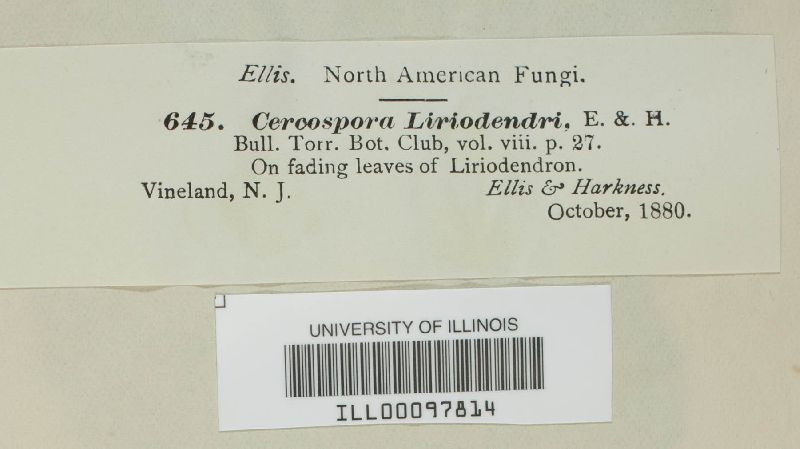 Ellis. North American Fungi.
645. Cercospora Liriodendri, E. &. H.
Bull. Torr. Bot. Club, vol. viii. p. 27.
On fading leaves of Liriodendron.
Vineland, N. J. Ellis & Harkness.
October, 1880.
UNIVERSITY OF ILLINOIS
ILL00097814